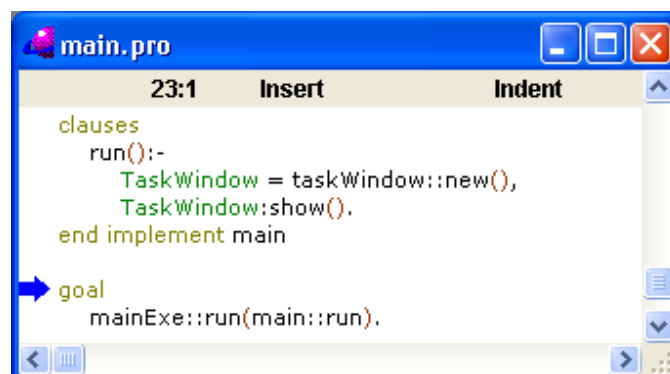 main.pro
23:1 Insert Indent
clauses
run():-
TaskWindow = taskWindow::new(),
TaskWindow:show().
end implement main
goal
mainExe::run(main::run).